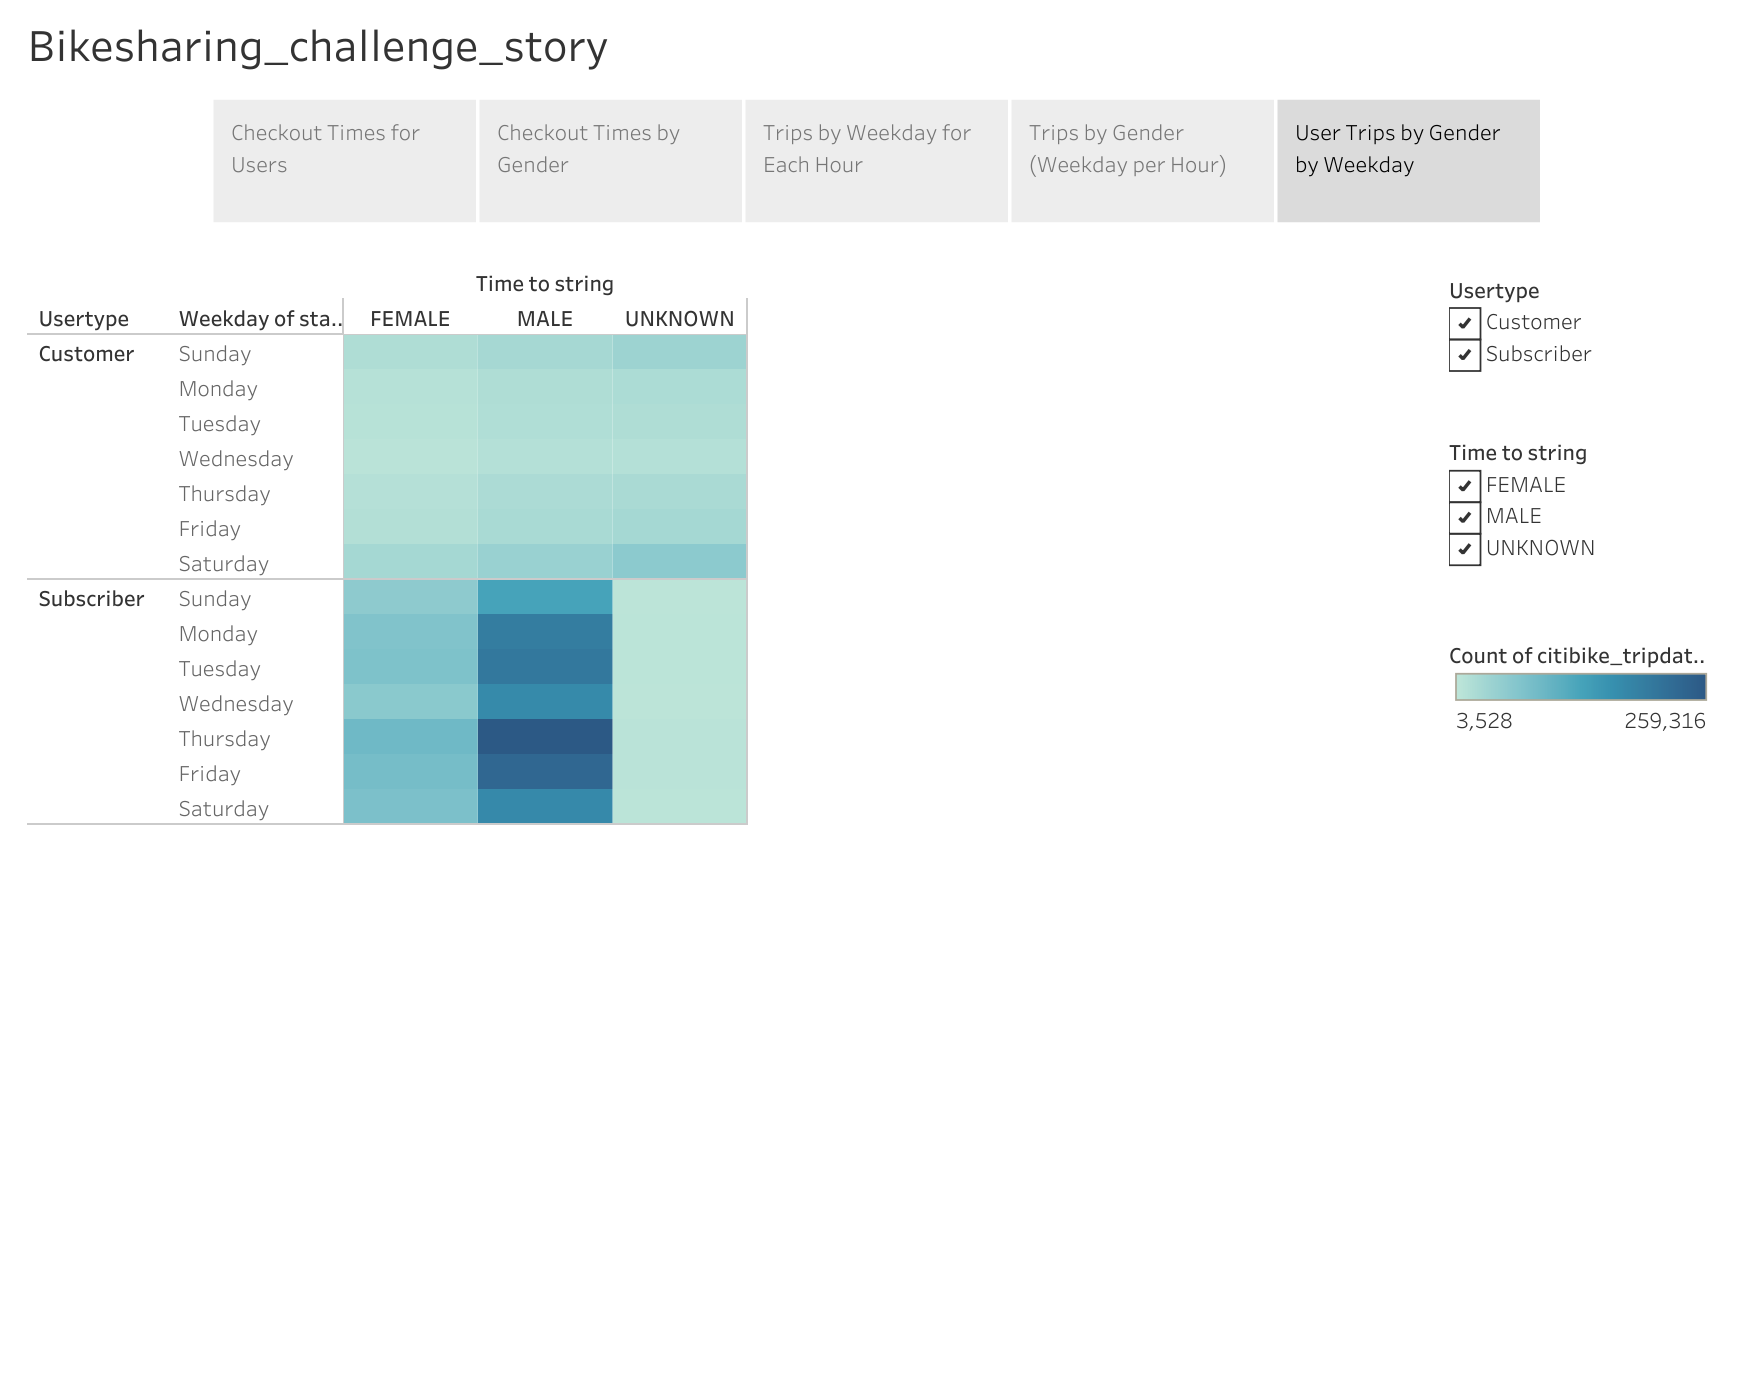 Bikesharing_challenge_story
Checkout Times for
Users
Checkout Times by
Gender
Trips by Weekday for
Each Hour
Trips by Gender
(Weekday per Hour)
User Trips by Gender
by Weekday
Time to string
Usertype Weekday of sta.. FEMALE MALE UNKNOWN
Customer Sunday
Monday
Tuesday
Wednesday
Thursday
Friday
Saturday
Subscriber Sunday
Monday
Tuesday
Wednesday
Thursday
Friday
Saturday
Usertype
Customer
Subscriber
Time to string
FEMALE
MALE
UNKNOWN
Count of citibike_tripdat..
3,528 259,316